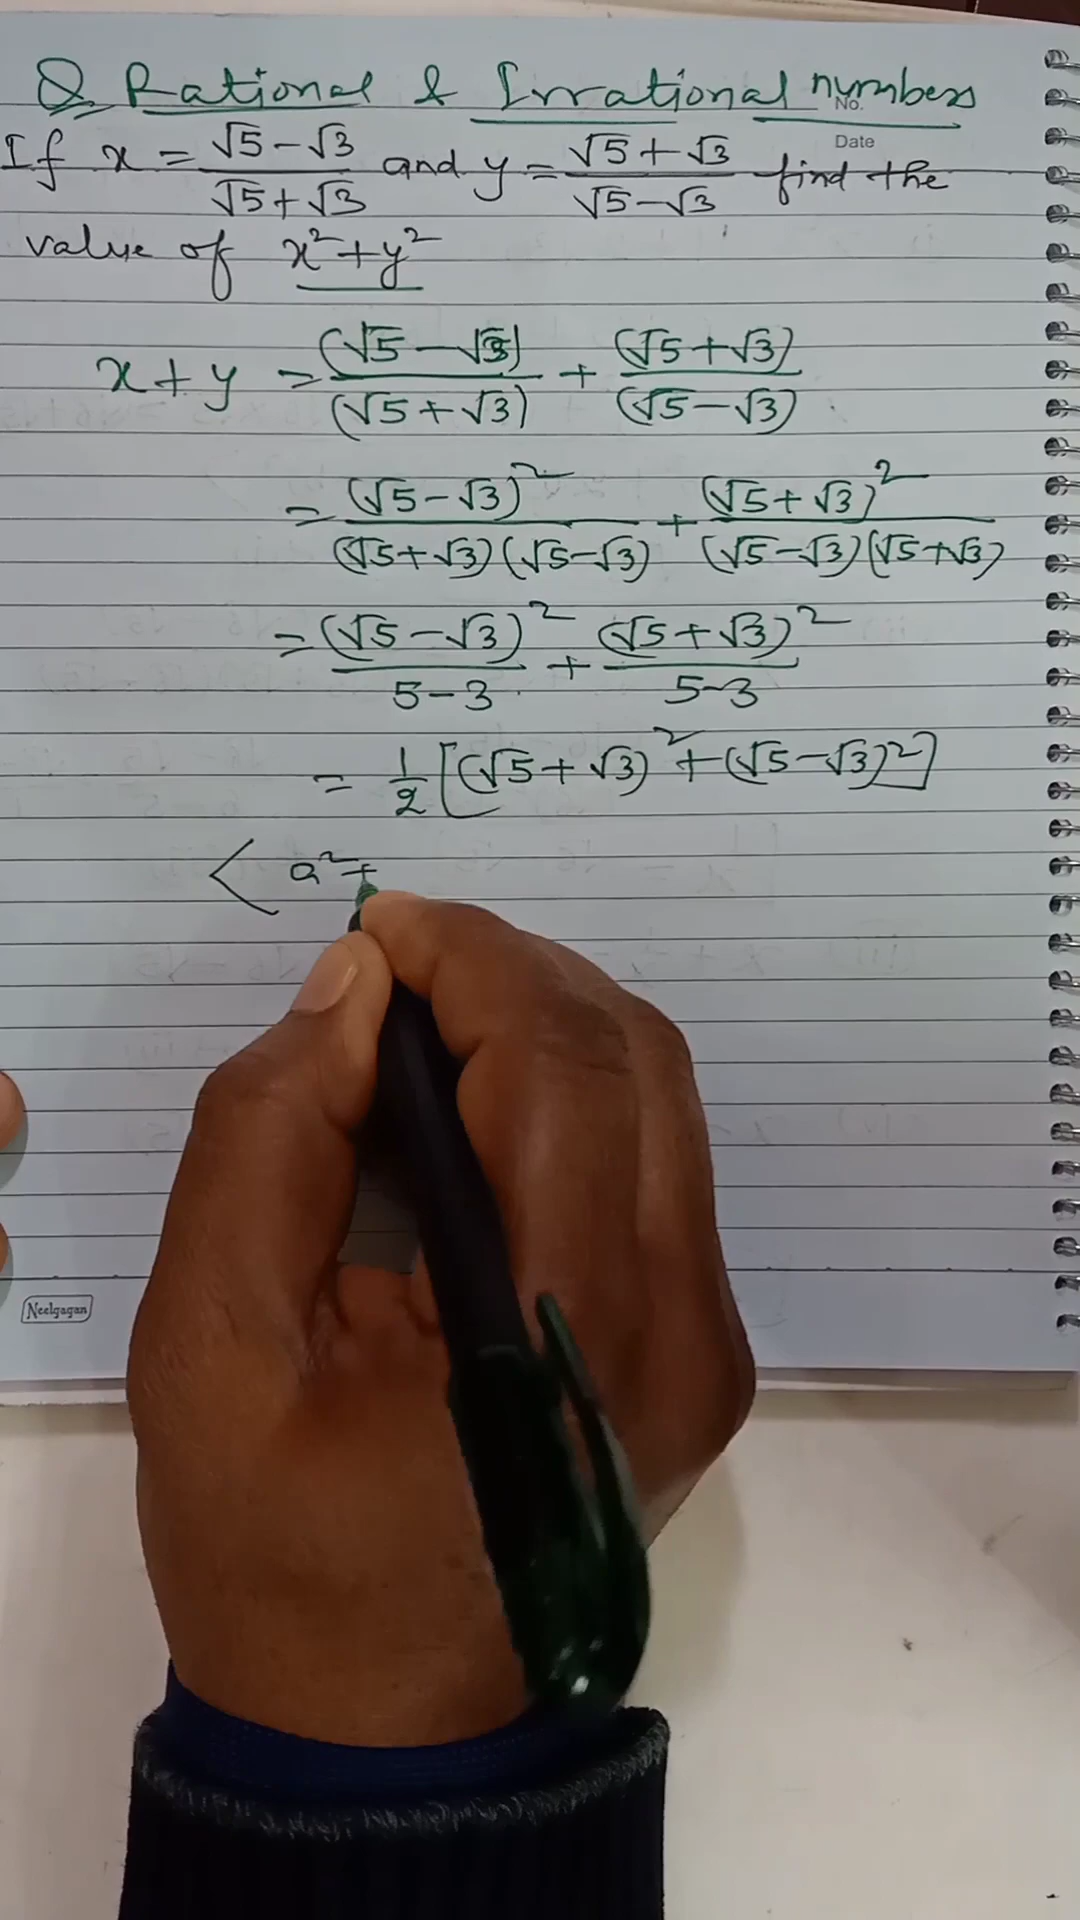 Q Rational & Irrational numbers
No.
Date
If x = √5-√3/√5+√3 and y = √5+√3/√5-√3 find the
value of x²+y²
x+y = (√5-√3)/(√5+√3) + (√5+√3)/(√5-√3)
= (√5-√3)²/(√5+√3)(√5-√3) + (√5+√3)²/(√5-√3)(√5+√3)
= (√5-√3)²/5-3 + (√5+√3)²/5-3
= 1/2 [(√5+√3)²+(√5-√3)²]
< a²+
Neelgagan